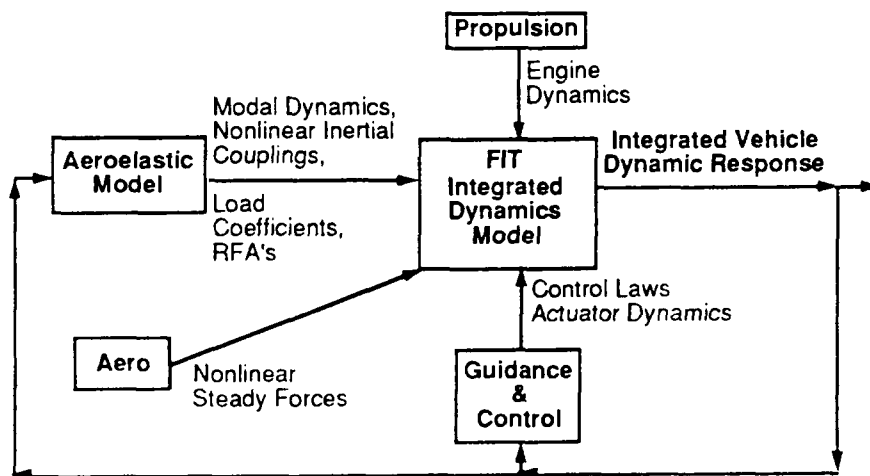 Propulsion
Engine
Dynamics
Modal Dynamics,
Nonlinear Inertial
Couplings,
Aeroelastic
Model
Load
Coefficients,
RFA's
FIT
Integrated
Dynamics
Model
Integrated Vehicle
Dynamic Response
Control Laws
Actuator Dynamics
Aero
Nonlinear
Steady Forces
Guidance
&
Control